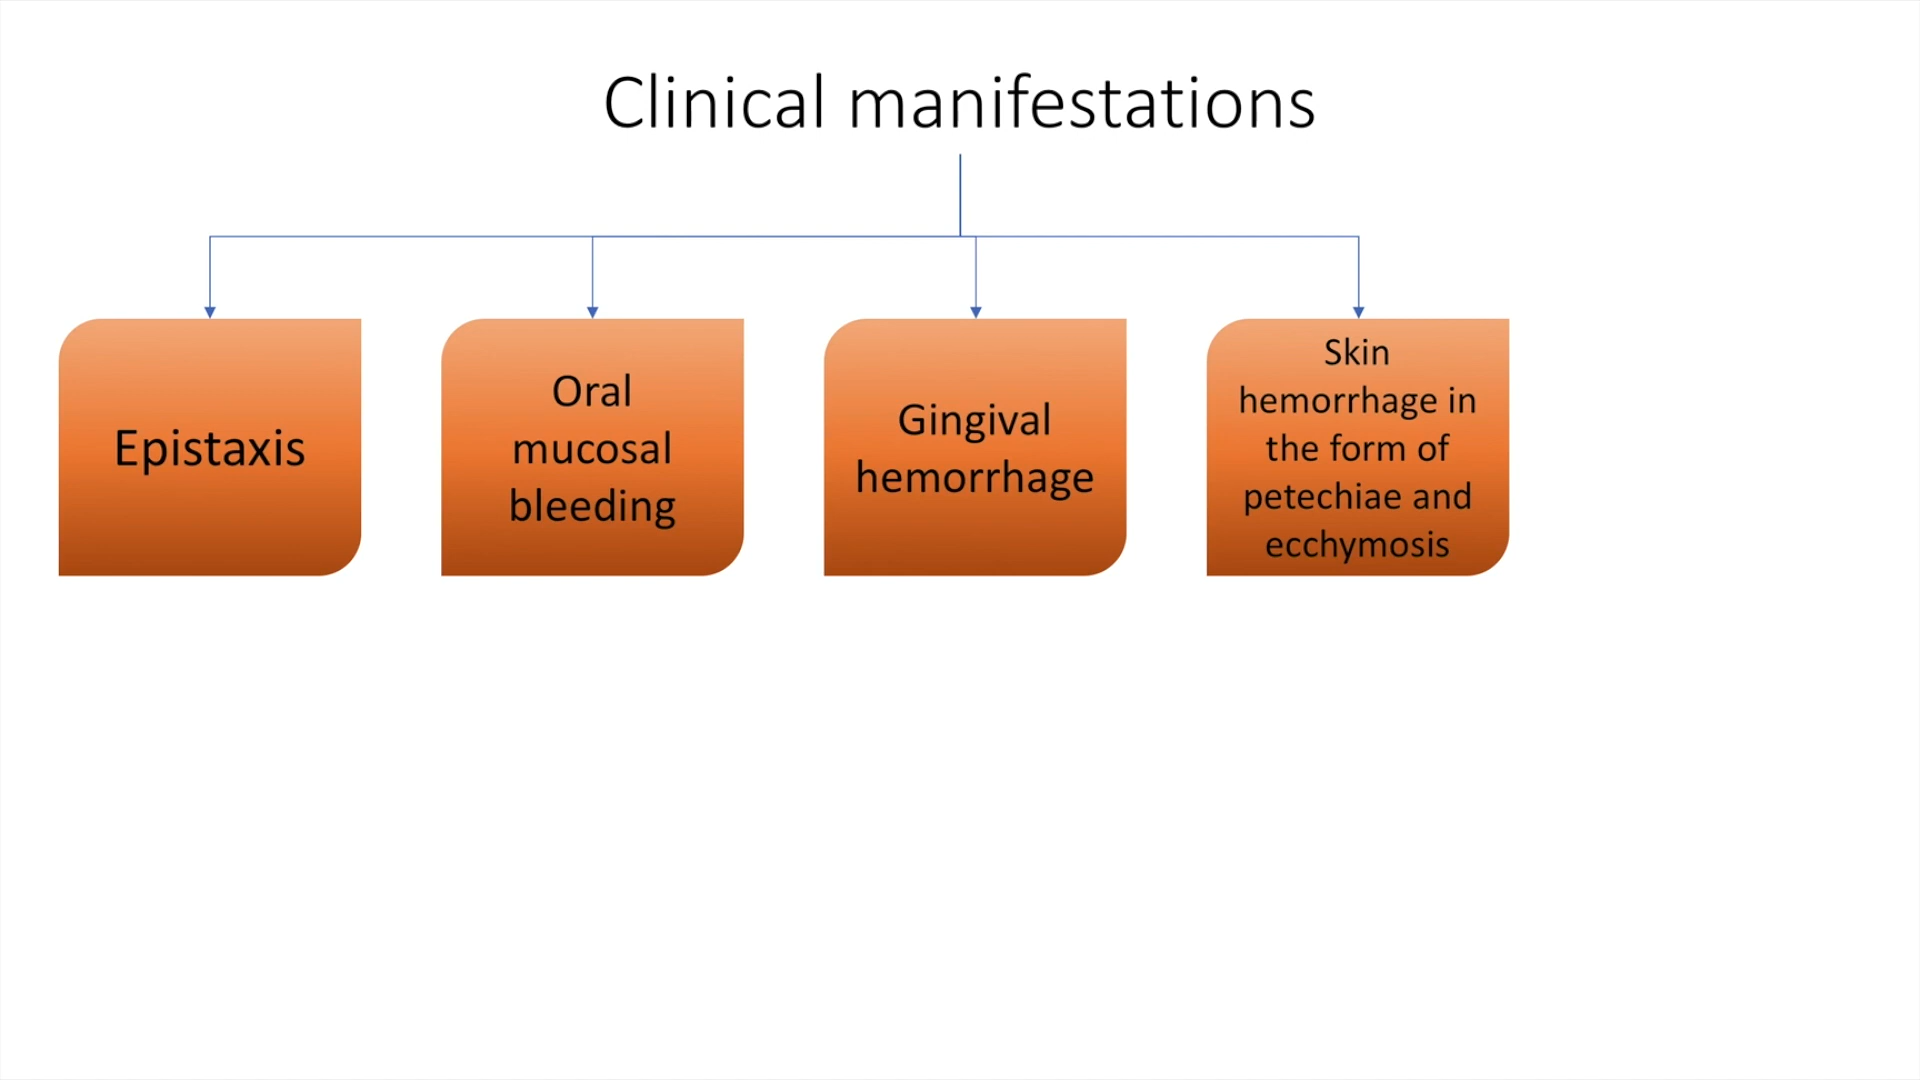 Clinical manifestations
Epistaxis
Oral
mucosal
bleeding
Gingival
hemorrhage
Skin
hemorrhage in
the form of
petechiae and
ecchymosis